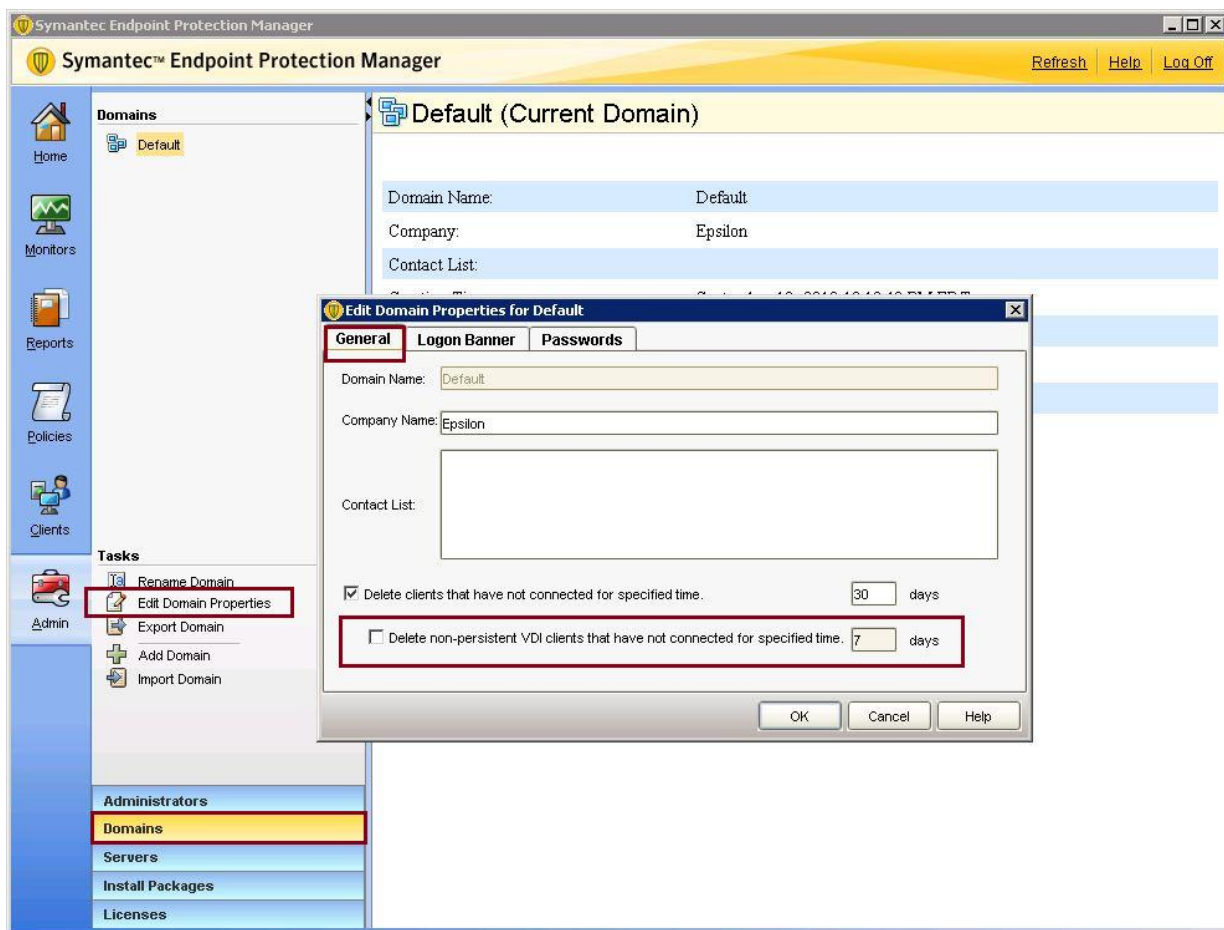 Symantec Endpoint Protection Manager
Symantec™ Endpoint Protection Manager
Refresh Help Log Off
Home
Monitors
Reports
Policies
Clients
Admin
Domains
Default
Tasks
Rename Domain
Edit Domain Properties
Export Domain
Add Domain
Import Domain
Administrators
Domains
Servers
Install Packages
Licenses
Default (Current Domain)
Domain Name: Default
Company: Epsilon
Contact List:
Edit Domain Properties for Default
General Logon Banner Passwords
Domain Name: Default
Company Name: Epsilon
Contact List:
Delete clients that have not connected for specified time. 30 days
Delete non-persistent VDI clients that have not connected for specified time. 7 days
OK Cancel Help